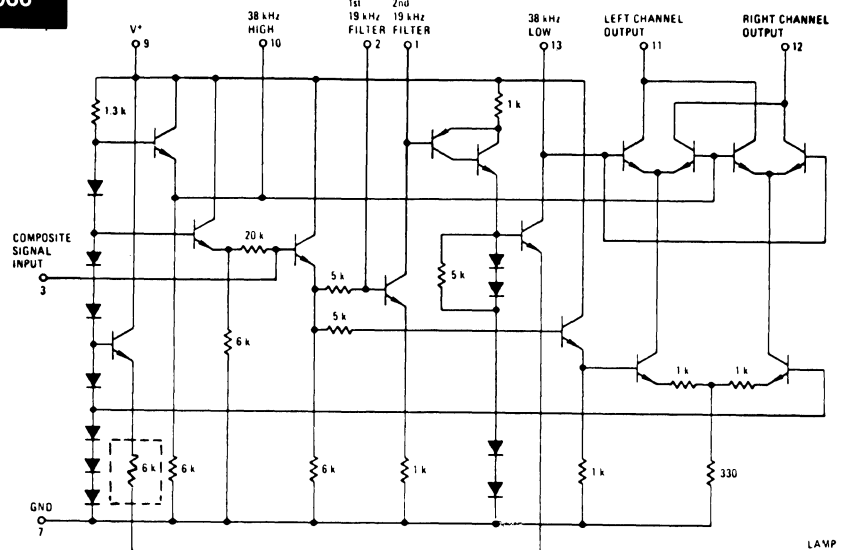 1st
2nd
38 kHz
HIGH
19 kHz
FILTER
19 kHz
FILTER
38 kHz
LOW
LEFT CHANNEL
OUTPUT
RIGHT CHANNEL
OUTPUT
V+
9
10
2
1
13
11
12
1.3 k
1 k
COMPOSITE
SIGNAL
INPUT
3
20 k
5 k
5 k
5 k
6 k
1 k
1 k
6 k
6 k
6 k
1 k
1 k
330
GND
7
LAMP